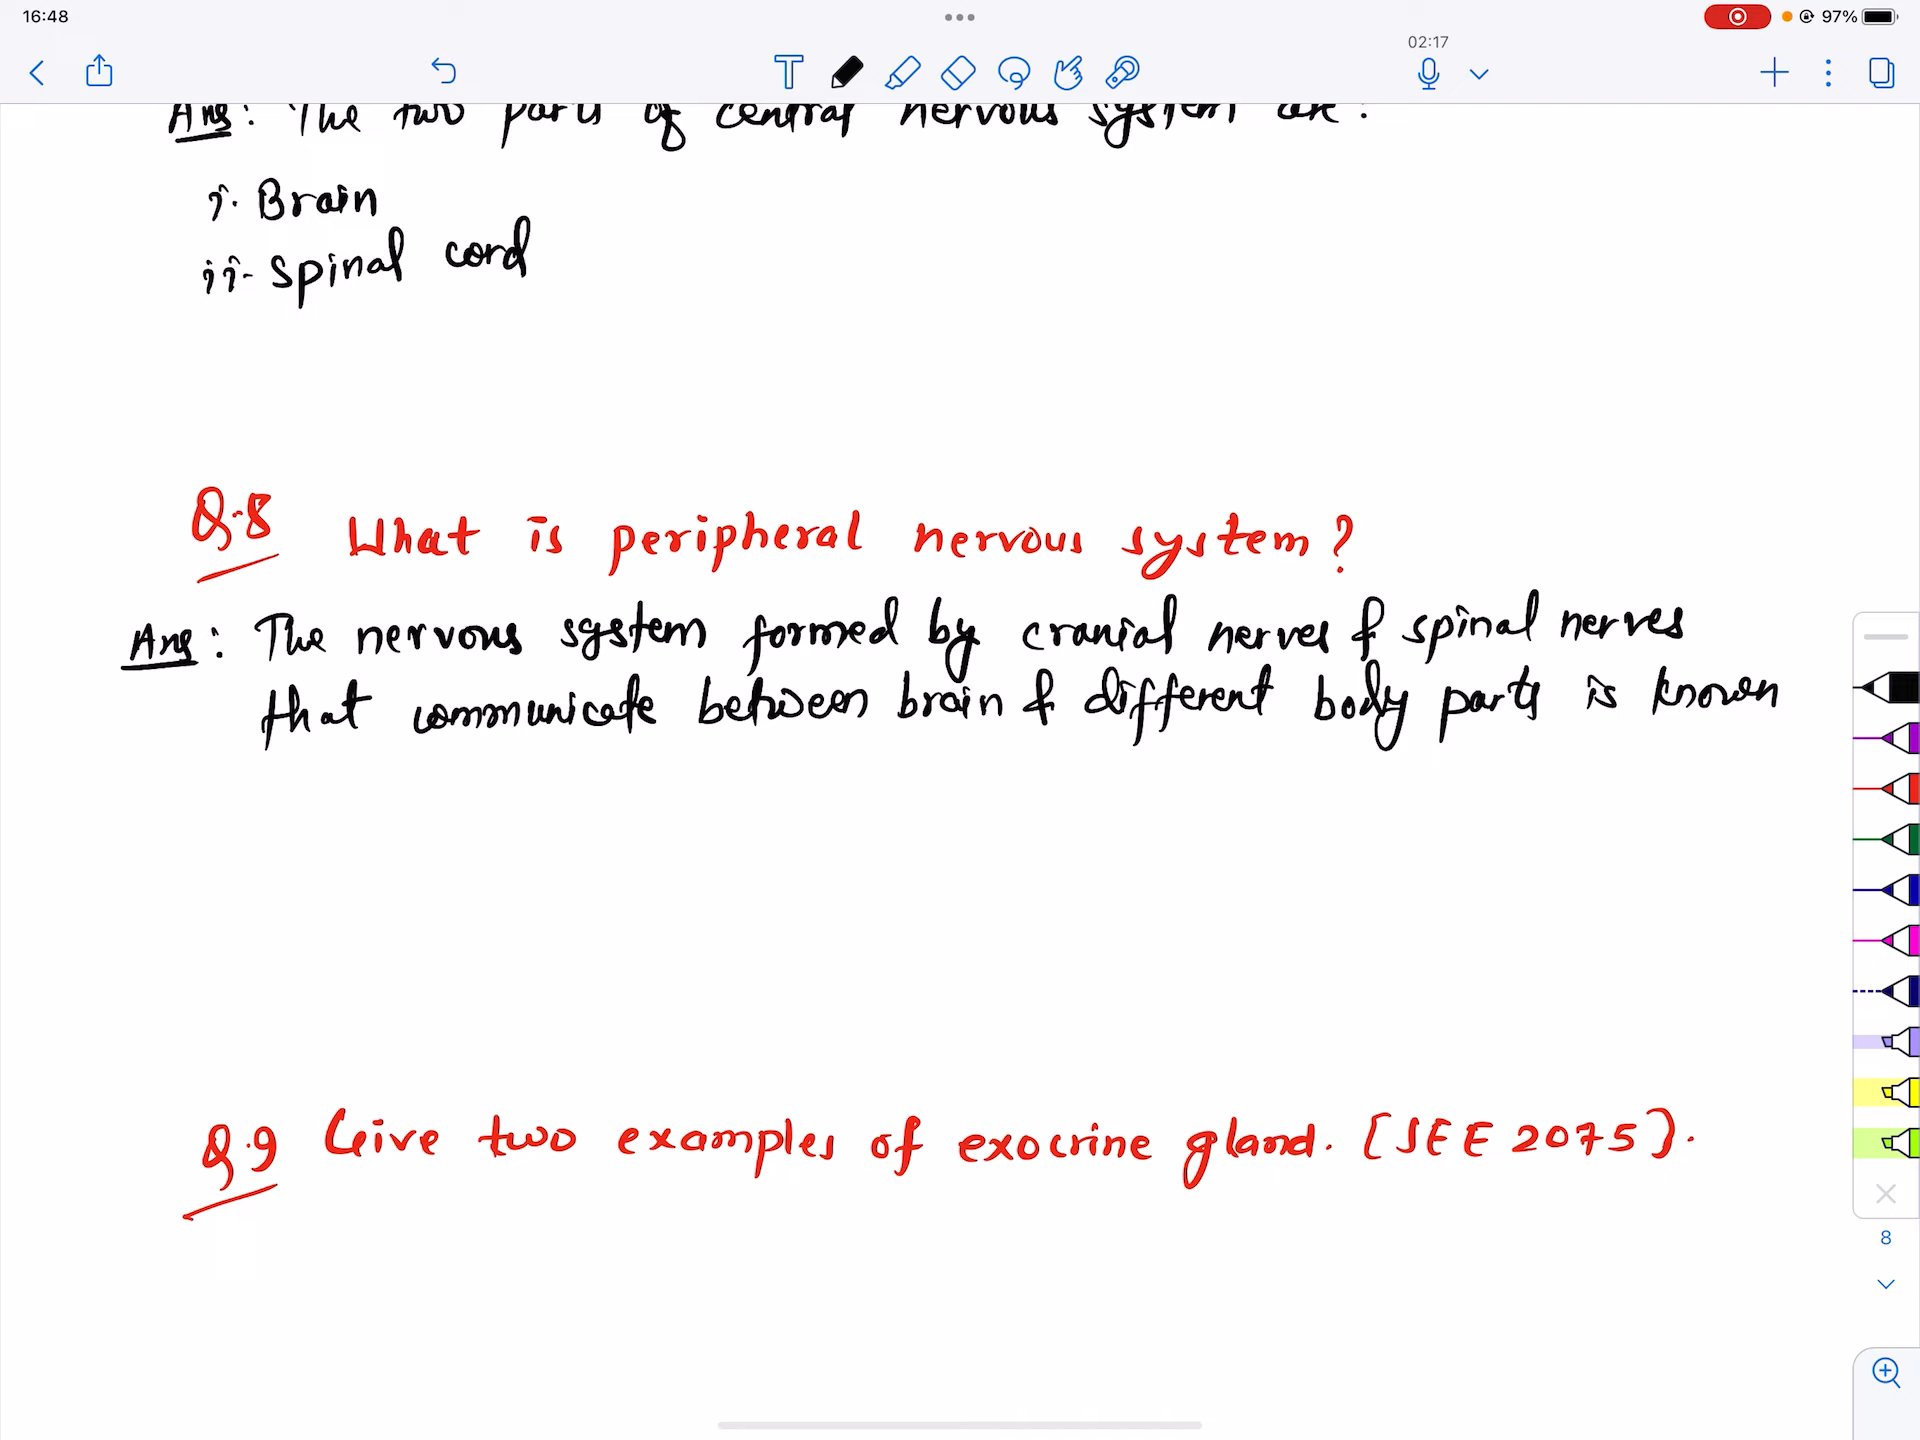 16:48
97%
02:17
T
Ans: The two parts of central nervous system are:
i. Brain
ii. Spinal cord
Q.8 What is peripheral nervous system?
Ans: The nervous system formed by cranial nerves & spinal nerves
that communicate between brain & different body parts is known
Q.9 Give two examples of exocrine gland. [SEE 2075].
8